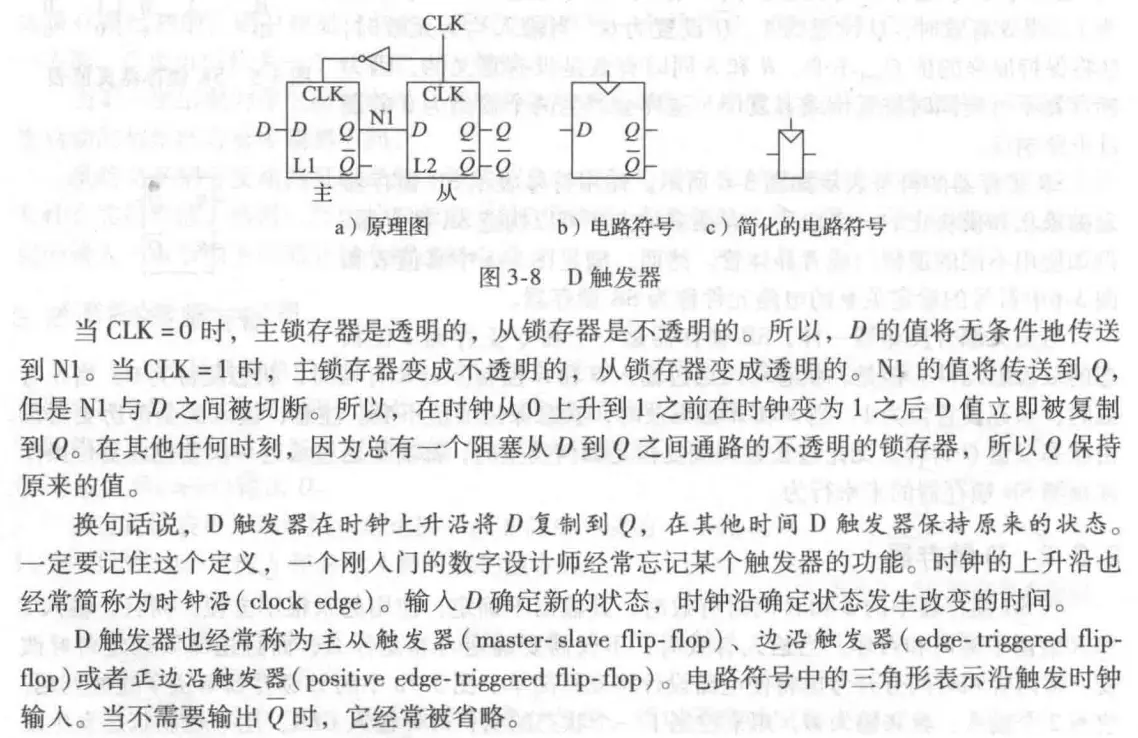 CLK
CLK CLK
D D Q N1 D Q Q D Q
L1 Q̅ L2 Q̅ Q̅ Q̅
主 从
a）原理图 b）电路符号 c）简化的电路符号
图 3-8 D 触发器
当 CLK = 0 时，主锁存器是透明的，从锁存器是不透明的。所以，D 的值将无条件地传送
到 N1。当 CLK = 1 时，主锁存器变成不透明的，从锁存器变成透明的。N1 的值将传送到 Q，
但是 N1 与 D 之间被切断。所以，在时钟从 0 上升到 1 之前在时钟变为 1 之后 D 值立即被复制
到 Q。在其他任何时刻，因为总有一个阻塞从 D 到 Q 之间通路的不透明的锁存器，所以 Q 保持
原来的值。
换句话说，D 触发器在时钟上升沿将 D 复制到 Q，在其他时间 D 触发器保持原来的状态。
一定要记住这个定义，一个刚入门的数字设计师经常忘记某个触发器的功能。时钟的上升沿也
经常简称为时钟沿（clock edge）。输入 D 确定新的状态，时钟沿确定状态发生改变的时间。
D 触发器也经常称为主从触发器（master-slaver flip-flop）、边沿触发器（edge-triggered flip-
flop）或者正边沿触发器（positive edge-triggered flip-flop）。电路符号中的三角形表示沿触发时钟
输入。当不需要输出 Q̅ 时，它经常被省略。